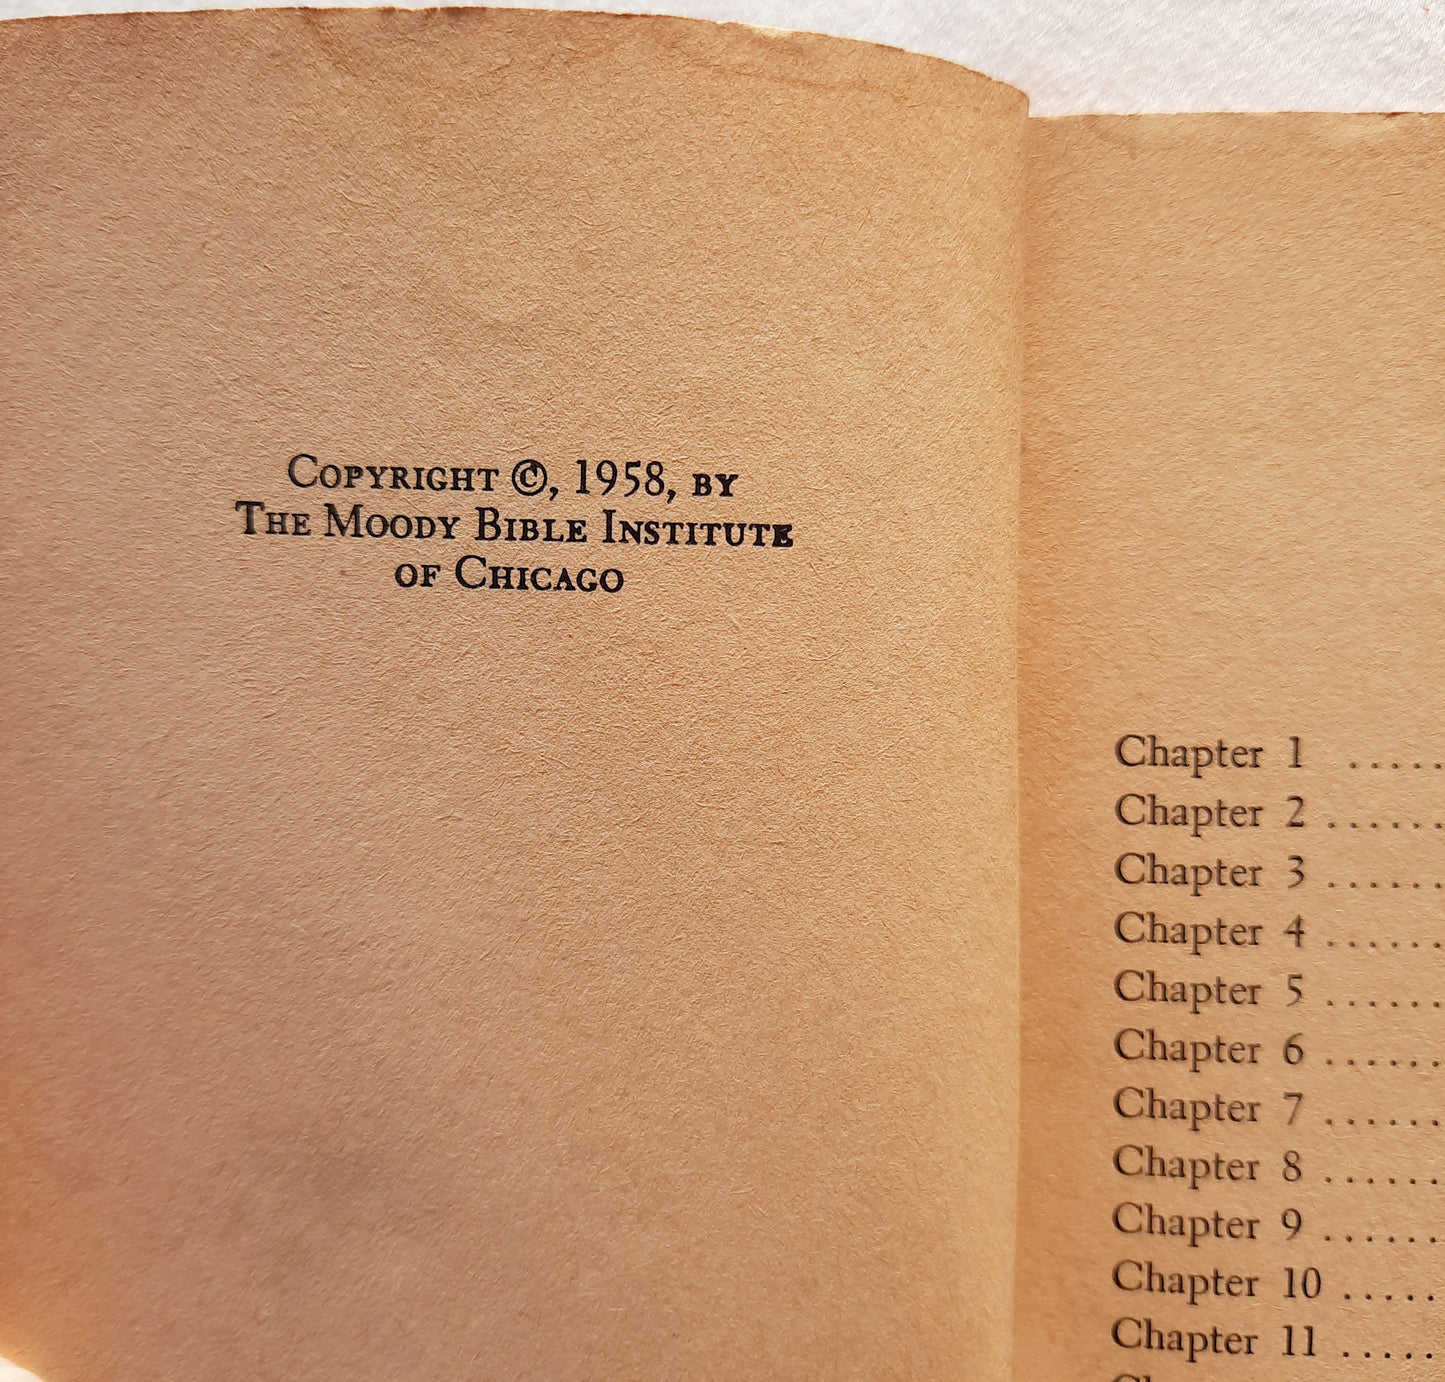 COPYRIGHT ©, 1958, BY
THE MOODY BIBLE INSTITUTE
OF CHICAGO
Chapter 1 .....
Chapter 2 ......
Chapter 3 ......
Chapter 4 ......
Chapter 5 ......
Chapter 6 ......
Chapter 7 ......
Chapter 8 ......
Chapter 9 ......
Chapter 10 .....
Chapter 11 .....